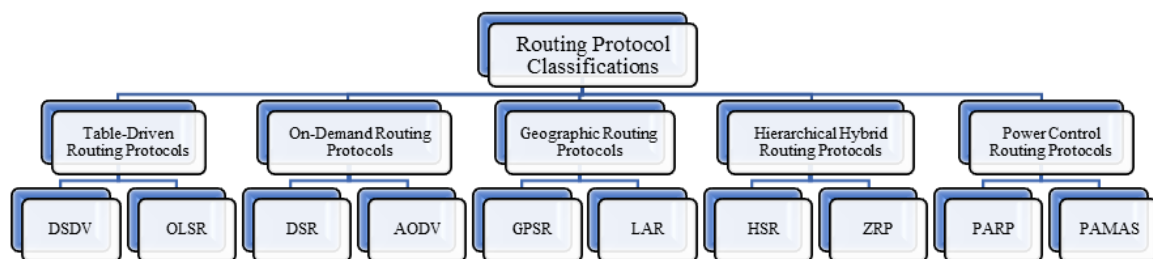 Routing Protocol
Classifications
Table-Driven
Routing Protocols
On-Demand Routing
Protocols
Geographic Routing
Protocols
Hierarchical Hybrid
Routing Protocols
Power Control
Routing Protocols
DSDV
OLSR
DSR
AODV
GPSR
LAR
HSR
ZRP
PARP
PAMAS